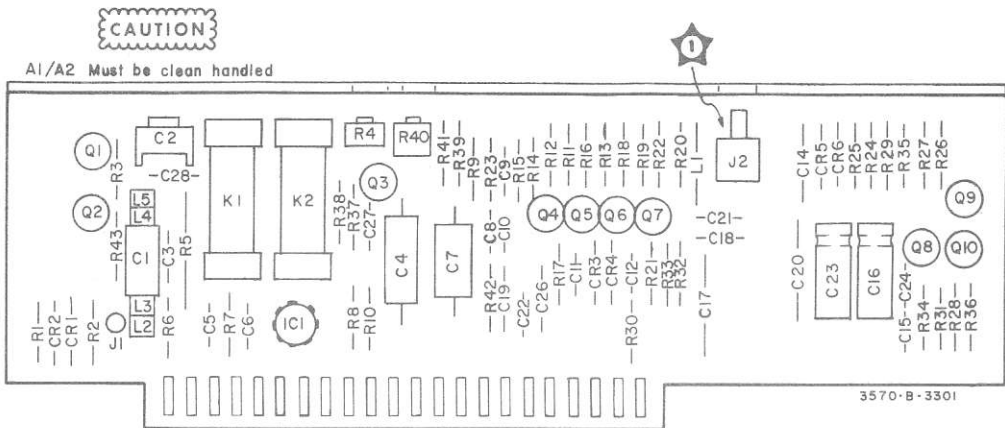 CAUTION
A1/A2 Must be clean handled
1
Q1
R3
C2
C28
K1
K2
R4
R40
R41
R39
R9
R23
C9
R15
R14
R12
R11
R16
R13
R18
R19
R22
R20
L1
J2
C14
CR5
CR6
R25
R24
R29
R35
R27
R26
Q2
R43
L5
L4
C1
C3
R5
Q3
R38
R37
C27
C4
C7
C8
C10
Q4
Q5
Q6
Q7
C21
C18
Q9
Q8
Q10
C20
C23
C16
R17
C11
CR3
CR4
C12
R21
R33
R32
C17
C24
C15
R34
R31
R28
R36
R1
CR2
CR1
R2
J1
L3
L2
R6
C5
R7
C6
IC1
R8
R10
R42
C19
C22
C26
R30
3570-B-3301